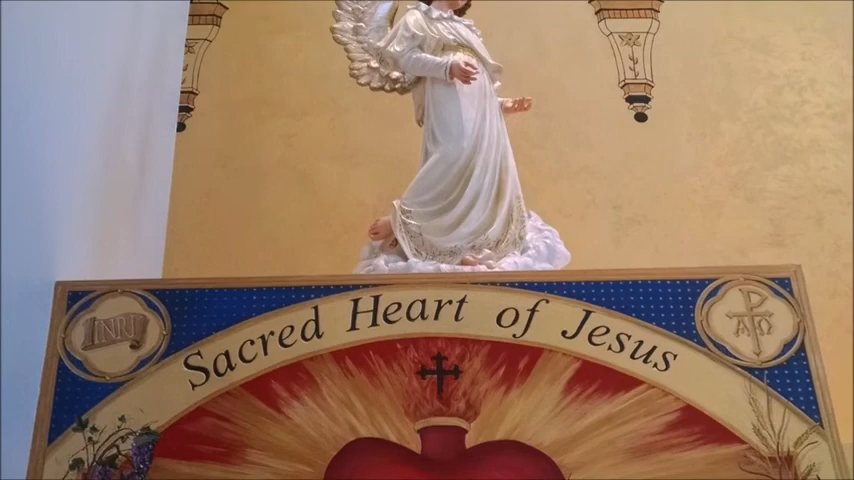 Sacred Heart of Jesus
INRI
Α Ω